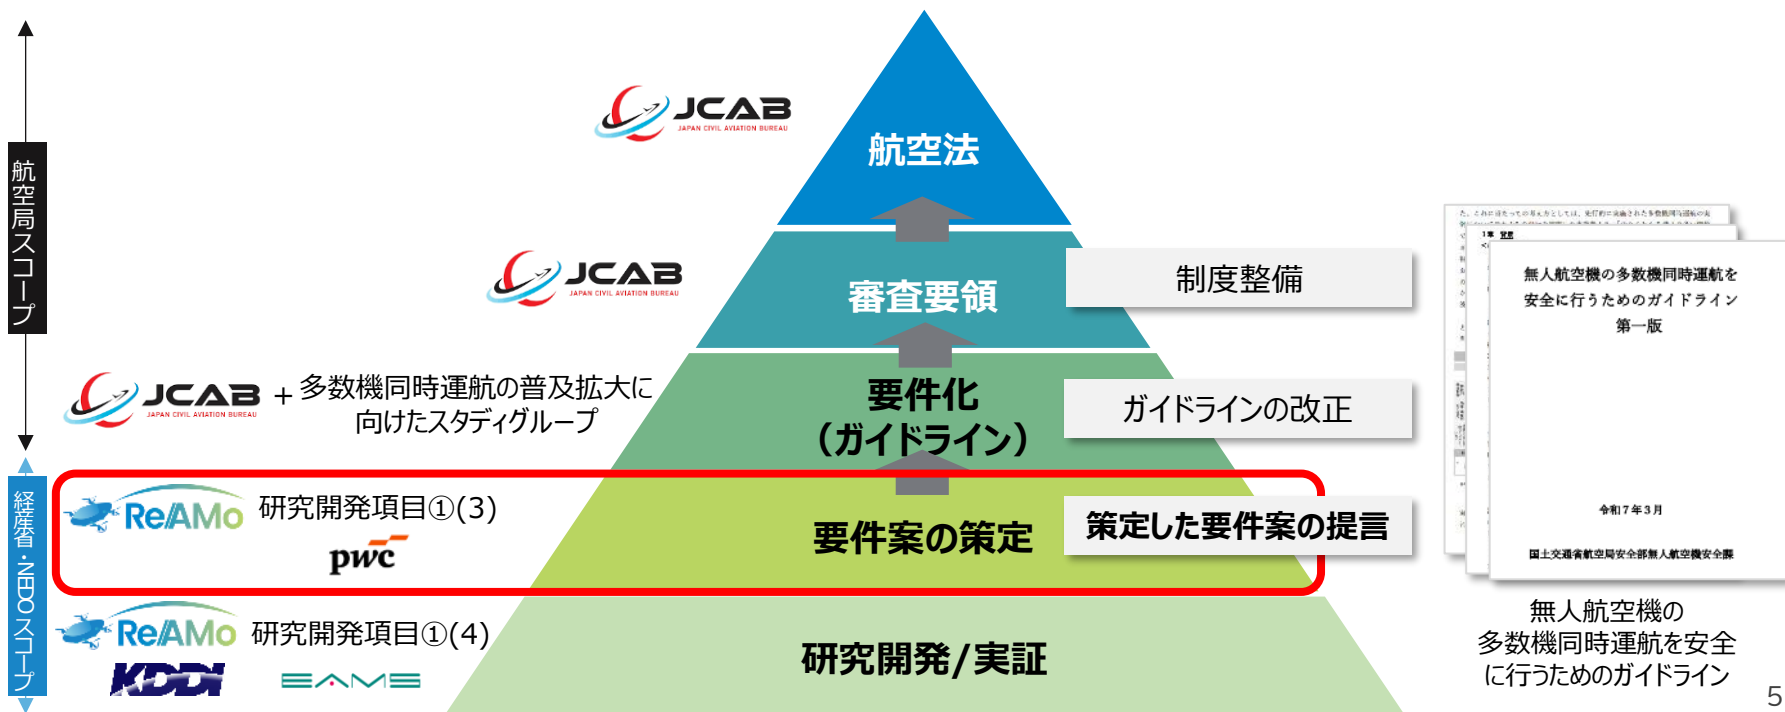 航空局スコープ
JCAB
JAPAN CIVIL AVIATION BUREAU
航空法
JCAB
JAPAN CIVIL AVIATION BUREAU
審査要領
制度整備
JCAB
JAPAN CIVIL AVIATION BUREAU
+
多数機同時運航の普及拡大に
向けたスタディグループ
要件化
（ガイドライン）
ガイドラインの改正
経産省・NEDOスコープ
ReAMo
研究開発項目①(3)
pwc
要件案の策定
策定した要件案の提言
ReAMo
研究開発項目①(4)
KDDI
EAMS
研究開発/実証
1章 背景
無人航空機の多数機同時運航を
安全に行うためのガイドライン
第一版
令和7年3月
国土交通省航空局安全部無人航空機安全課
無人航空機の
多数機同時運航を安全
に行うためのガイドライン
5